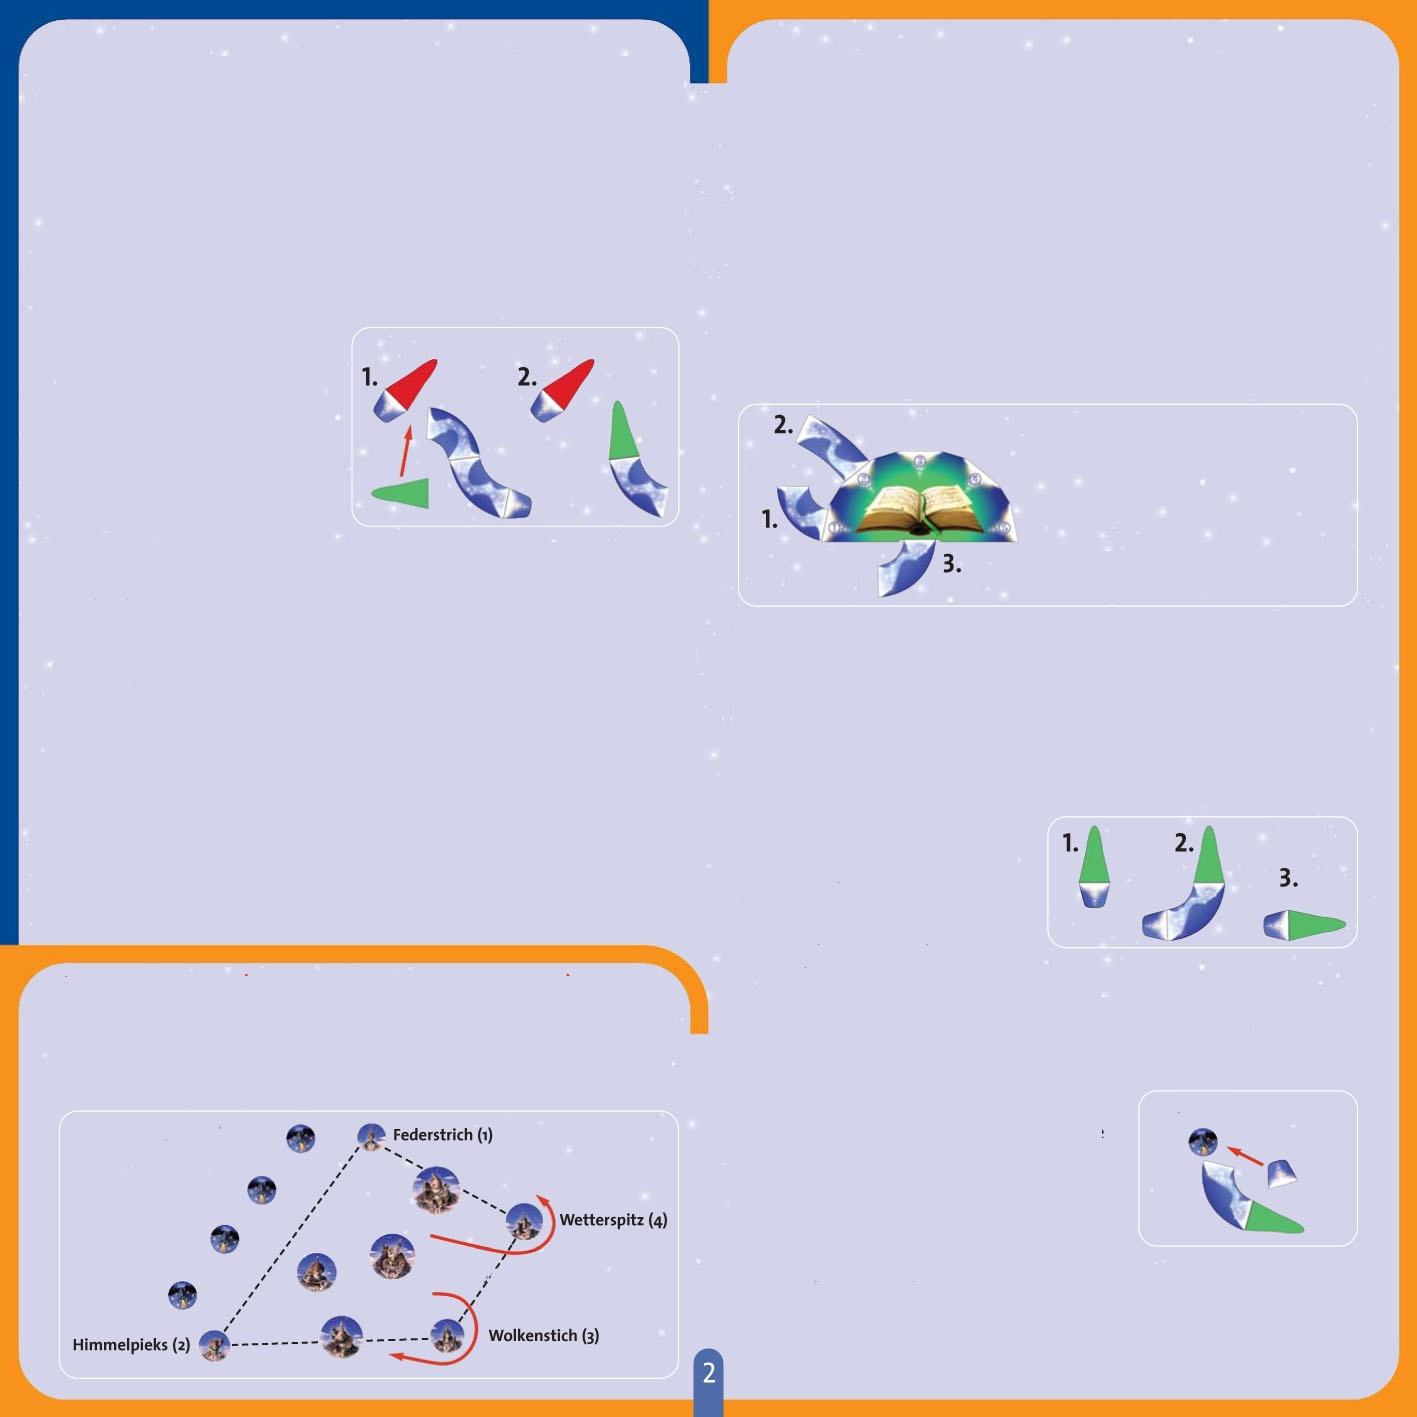 1.
2.
2.
1.
3.
1.
2.
3.
Federstrich (1)
Wetterspitz (4)
Himmelpieks (2)
Wolkenstich (3)
2